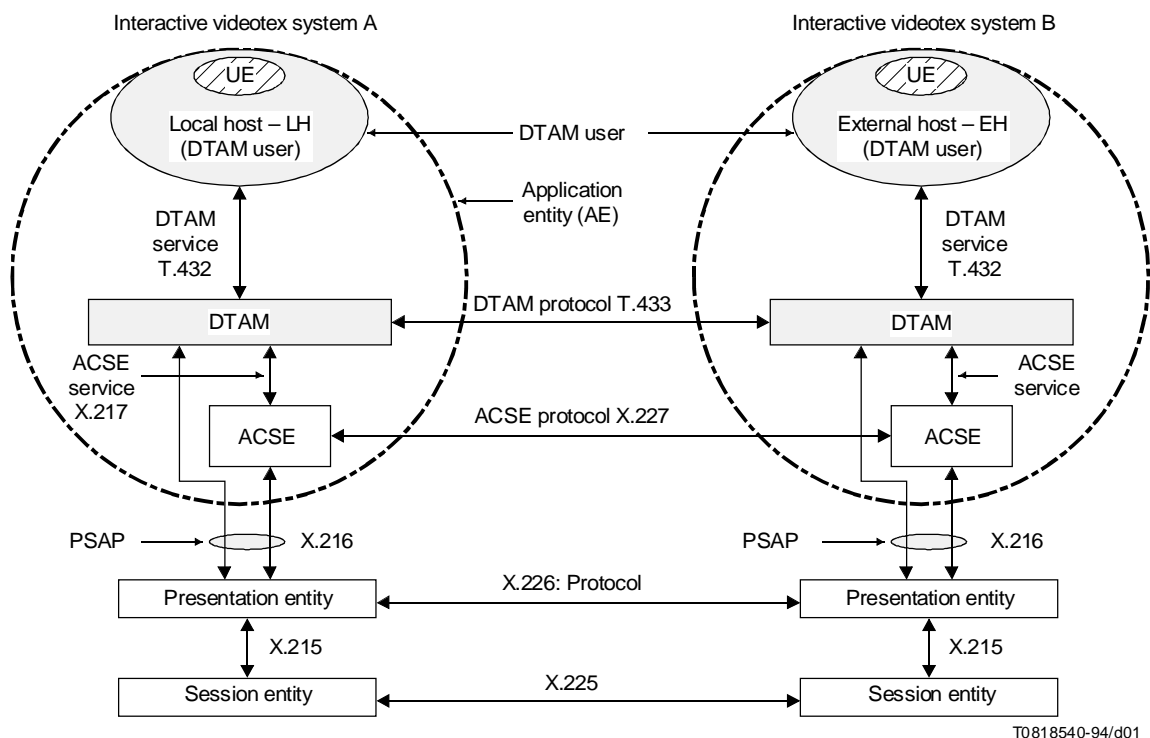 Interactive videotex system A
Interactive videotex system B
UE
UE
Local host – LH
(DTAM user)
DTAM user
External host – EH
(DTAM user)
Application
entity (AE)
DTAM
service
T.432
DTAM
service
T.432
DTAM protocol T.433
DTAM
DTAM
ACSE
service
X.217
ACSE
service
ACSE protocol X.227
ACSE
ACSE
PSAP
X.216
PSAP
X.216
X.226: Protocol
Presentation entity
Presentation entity
X.215
X.215
X.225
Session entity
Session entity
T0818540-94/d01